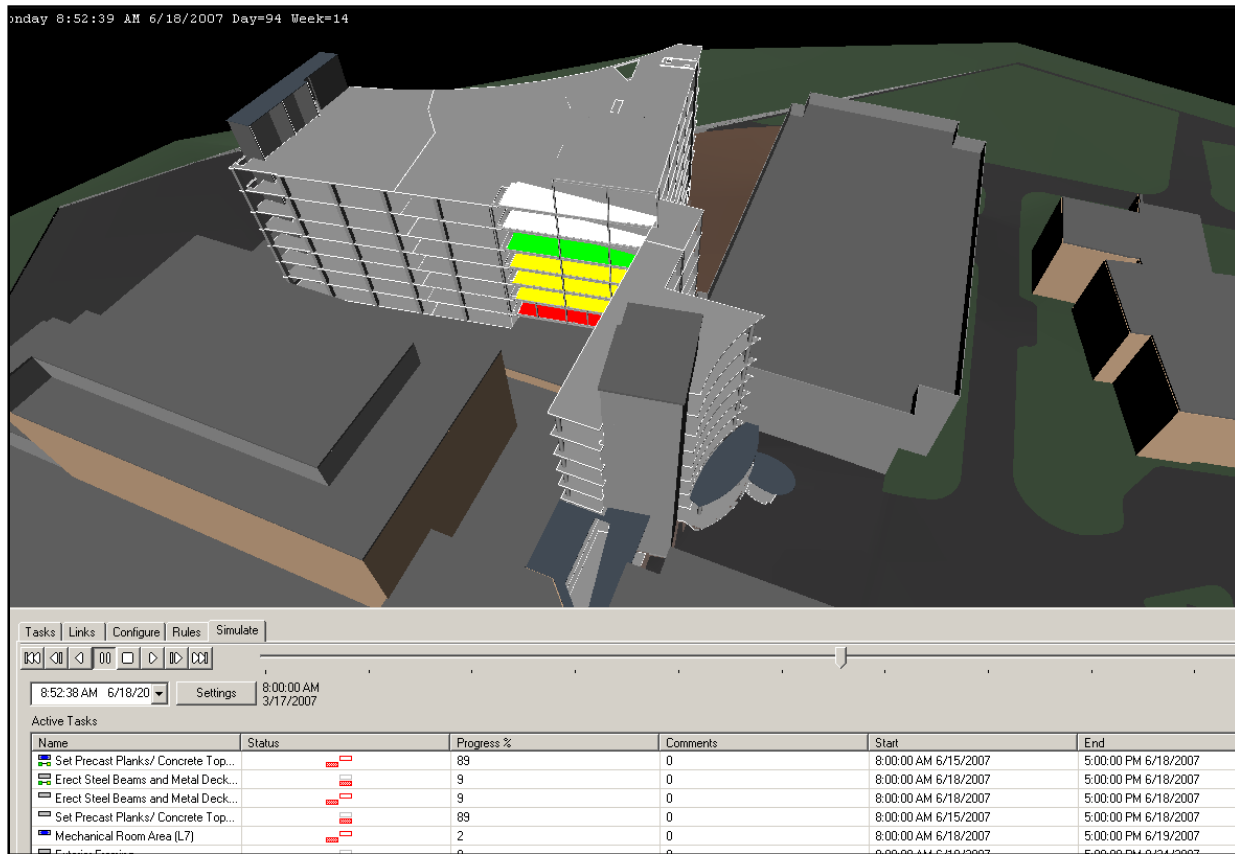 onday 8:52:39 AM 6/18/2007 Day=94 Week=14
Tasks Links Configure Rules Simulate
8:52:38 AM 6/18/20 Settings 8:00:00 AM
3/17/2007
Active Tasks
Name Status Progress % Comments Start End
Set Precast Planks/ Concrete Top... 89 0 8:00:00 AM 6/15/2007 5:00:00 PM 6/18/2007
Erect Steel Beams and Metal Deck... 9 0 8:00:00 AM 6/18/2007 5:00:00 PM 6/18/2007
Erect Steel Beams and Metal Deck... 9 0 8:00:00 AM 6/18/2007 5:00:00 PM 6/18/2007
Set Precast Planks/ Concrete Top... 89 0 8:00:00 AM 6/15/2007 5:00:00 PM 6/18/2007
Mechanical Room Area (L7) 2 0 8:00:00 AM 6/18/2007 5:00:00 PM 6/19/2007
Exterior Framing